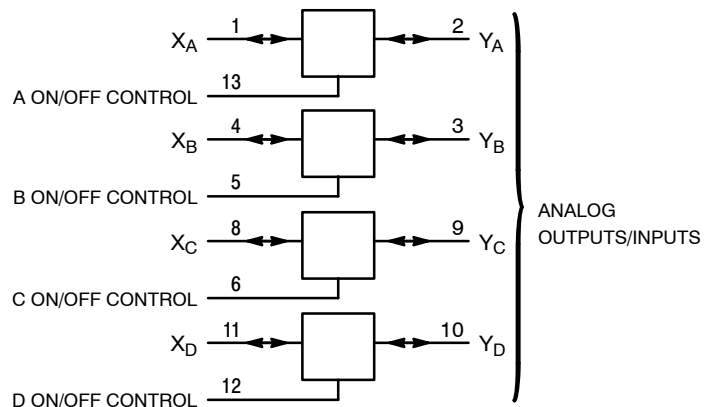 XA 1 2 YA
A ON/OFF CONTROL 13
XB 4 3 YB
B ON/OFF CONTROL 5
XC 8 9 YC
ANALOG
OUTPUTS/INPUTS
C ON/OFF CONTROL 6
XD 11 10 YD
D ON/OFF CONTROL 12